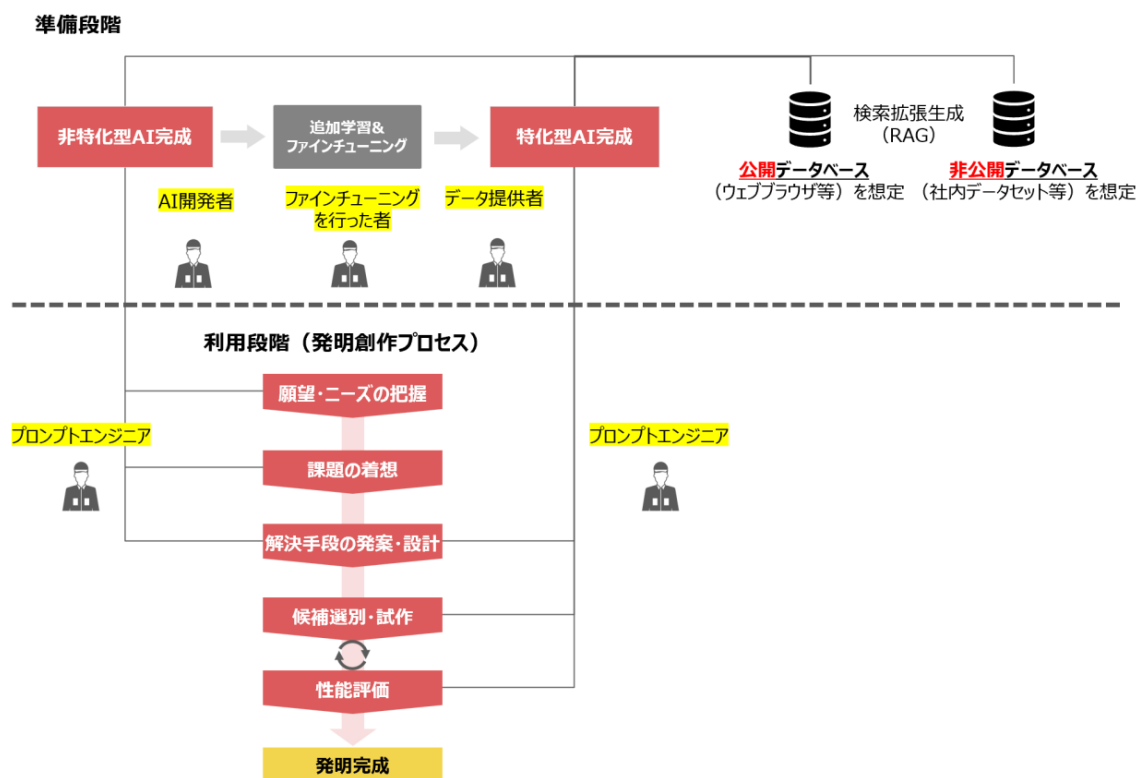 準備段階
非特化型AI完成
追加学習&
ファインチューニング
特化型AI完成
検索拡張生成
（RAG）
公開データベース
（ウェブブラウザ等）を想定
非公開データベース
（社内データセット等）を想定
AI開発者
ファインチューニング
を行った者
データ提供者
利用段階（発明創作プロセス）
願望・ニーズの把握
プロンプトエンジニア
プロンプトエンジニア
課題の着想
解決手段の発案・設計
候補選別・試作
性能評価
発明完成